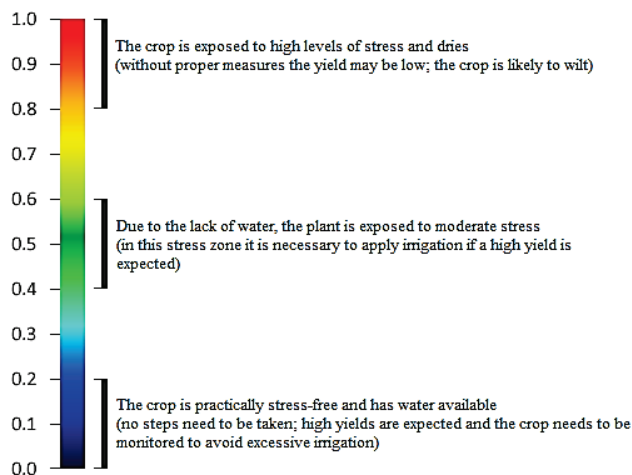 1.0
The crop is exposed to high levels of stress and dries
(without proper measures the yield may be low; the crop is likely to wilt)
0.9
0.8
0.7
0.6
Due to the lack of water, the plant is exposed to moderate stress
(in this stress zone it is necessary to apply irrigation if a high yield is
expected)
0.5
0.4
0.3
0.2
The crop is practically stress-free and has water available
(no steps need to be taken; high yields are expected and the crop needs to be
monitored to avoid excessive irrigation)
0.1
0.0